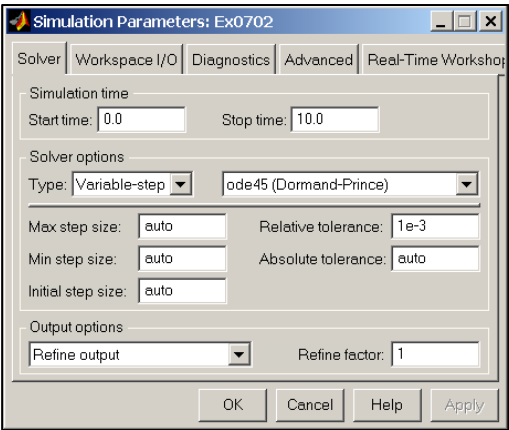 Simulation Parameters: Ex0702
Solver Workspace I/O Diagnostics Advanced Real-Time Workshop
Simulation time
Start time: 0.0 Stop time: 10.0
Solver options
Type: Variable-step ode45 (Dormand-Prince)
Max step size: auto Relative tolerance: 1e-3
Min step size: auto Absolute tolerance: auto
Initial step size: auto
Output options
Refine output Refine factor: 1
OK Cancel Help Apply